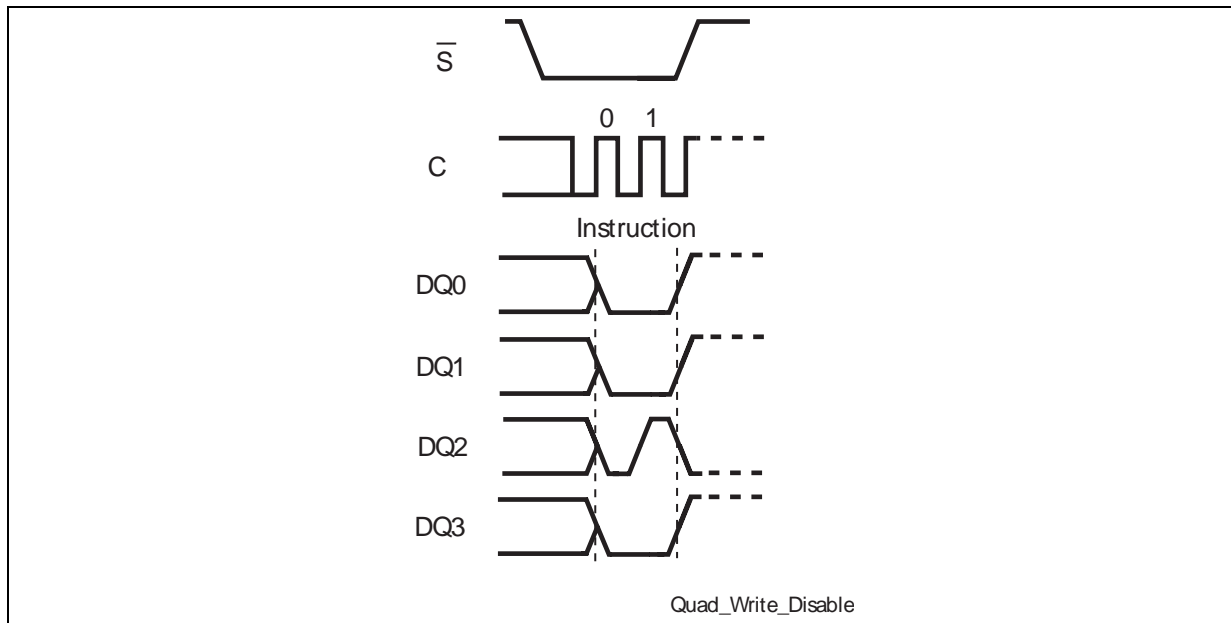 S̅
0 1
C
Instruction
DQ0
DQ1
DQ2
DQ3
Quad_Write_Disable